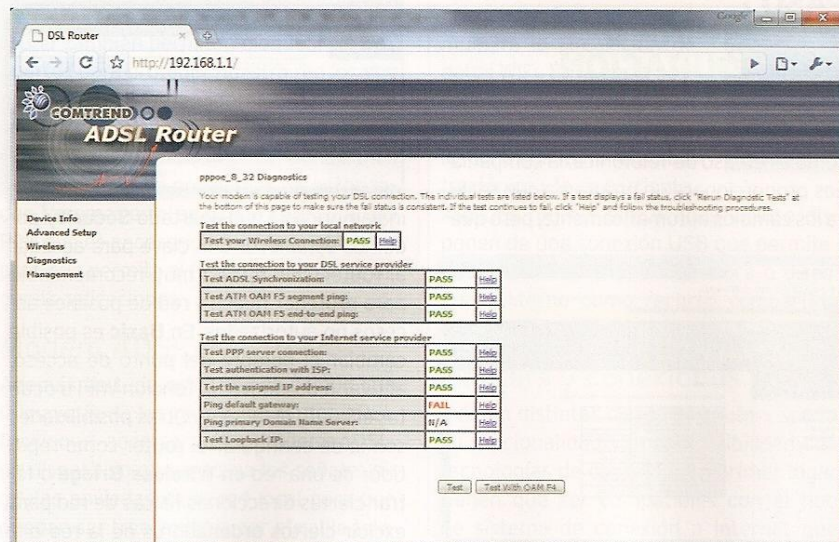 Google
DSL Router
http://192.168.1.1/
COMTREND
ADSL Router
pppoe_8_32 Diagnostics
Your modem is capable of testing your DSL connection. The individual tests are listed below. If a test displays a fail status, click "Rerun Diagnostic Tests" at
the bottom of this page to make sure the fail status is consistent. If the test continues to fail, click "Help" and follow the troubleshooting procedures.
Device Info
Advanced Setup
Wireless
Diagnostics
Management
Test the connection to your local network
Test your Wireless Connection: PASS Help
Test the connection to your DSL service provider
Test ADSL Synchronization: PASS Help
Test ATM OAM F5 segment ping: PASS Help
Test ATM OAM F5 end-to-end ping: PASS Help
Test the connection to your Internet service provider
Test PPP server connection: PASS Help
Test authentication with ISP: PASS Help
Test the assigned IP address: PASS Help
Ping default gateway: FAIL Help
Ping primary Domain Name Server: N/A Help
Test Loopback IP: PASS Help
Test Test With OAM F4